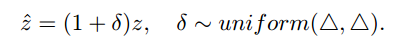 ẑ = (1 + δ)z, δ ∼ uniform(△, △).